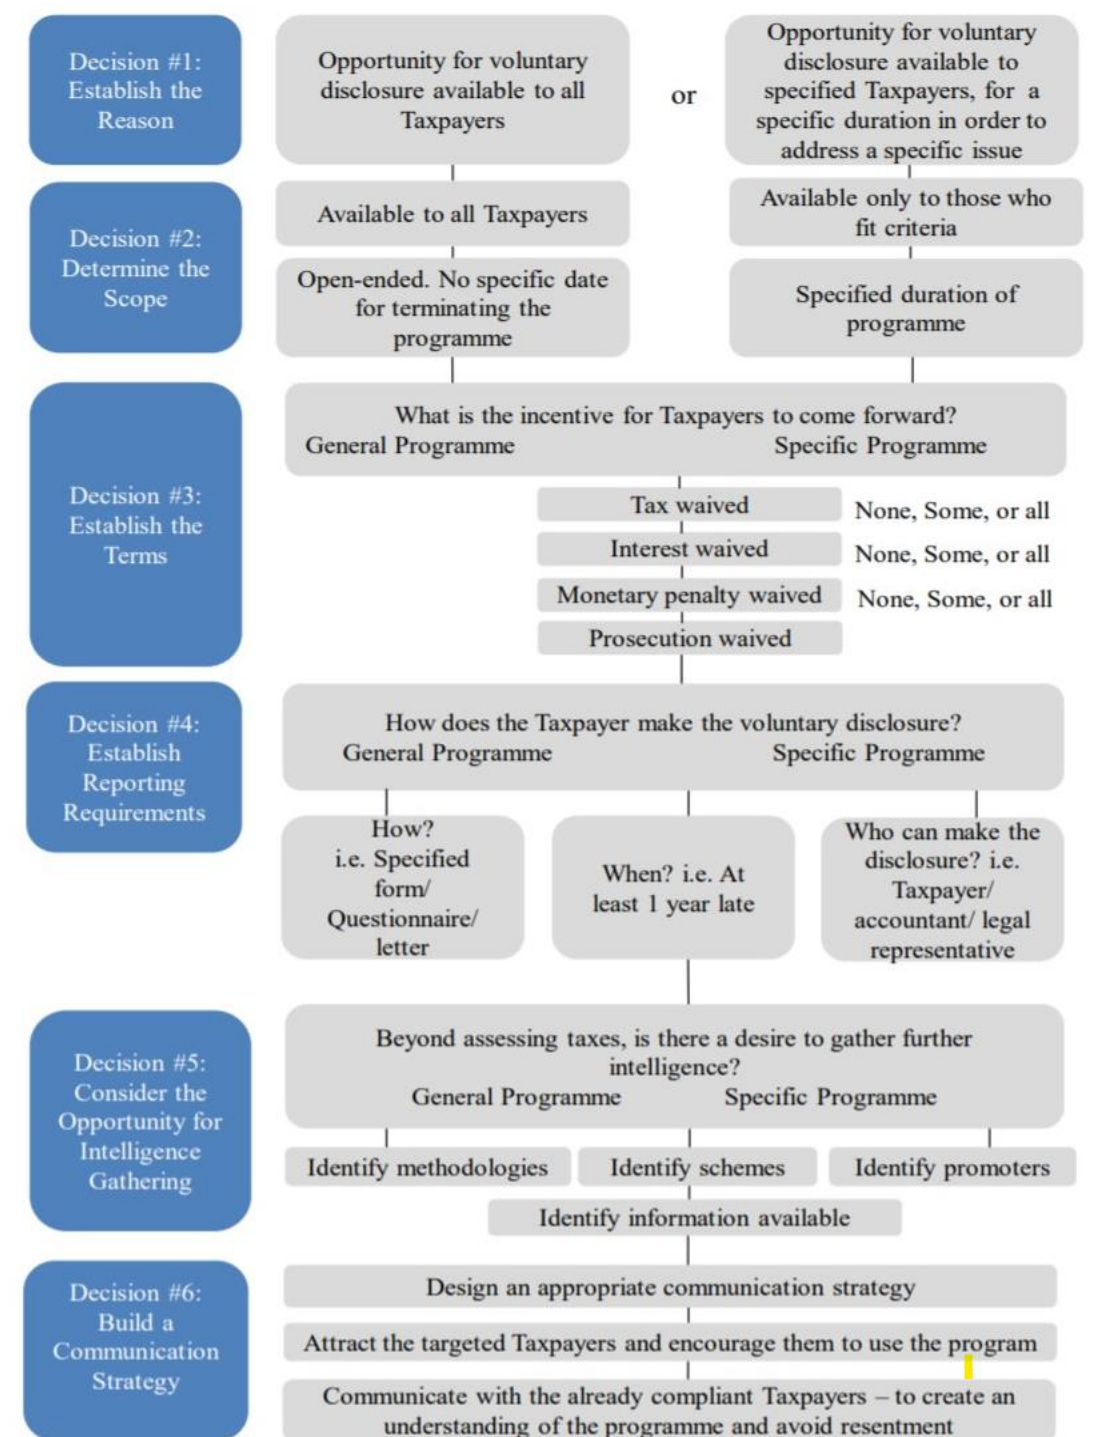 Decision #1:
Establish the
Reason
Opportunity for voluntary
disclosure available to all
Taxpayers
or
Opportunity for voluntary
disclosure available to
specified Taxpayers, for a
specific duration in order to
address a specific issue
Decision #2:
Determine the
Scope
Available to all Taxpayers
Available only to those who
fit criteria
Open-ended. No specific date
for terminating the
programme
Specified duration of
programme
Decision #3:
Establish the
Terms
What is the incentive for Taxpayers to come forward?
General Programme
Specific Programme
Tax waived
None, Some, or all
Interest waived
None, Some, or all
Monetary penalty waived
None, Some, or all
Prosecution waived
Decision #4:
Establish
Reporting
Requirements
How does the Taxpayer make the voluntary disclosure?
General Programme
Specific Programme
How?
i.e. Specified
form/
Questionnaire/
letter
When? i.e. At
least 1 year late
Who can make the
disclosure? i.e.
Taxpayer/
accountant/ legal
representative
Decision #5:
Consider the
Opportunity for
Intelligence
Gathering
Beyond assessing taxes, is there a desire to gather further
intelligence?
General Programme
Specific Programme
Identify methodologies
Identify schemes
Identify promoters
Identify information available
Decision #6:
Build a
Communication
Strategy
Design an appropriate communication strategy
Attract the targeted Taxpayers and encourage them to use the program
Communicate with the already compliant Taxpayers – to create an
understanding of the programme and avoid resentment